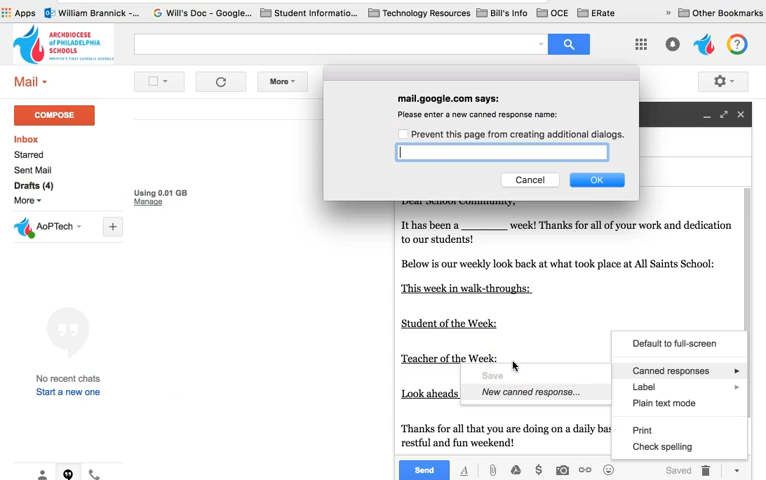 Apps William Brannick -... Will's Doc - Google... Student Informatio... Technology Resources Bill's Info OCE ERate » Other Bookmarks
ARCHDIOCESE
of PHILADELPHIA
SCHOOLS
AMERICA'S FIRST CATHOLIC SCHOOLS
Mail
More
COMPOSE
Inbox
Starred
Sent Mail
Drafts (4)
More
AoPTech
+
Using 0.01 GB
Manage
No recent chats
Start a new one
mail.google.com says:
Please enter a new canned response name:
Prevent this page from creating additional dialogs.
Cancel OK
Dear School Community,
It has been a ________ week! Thanks for all of your work and dedication
to our students!
Below is our weekly look back at what took place at All Saints School:
This week in walk-throughs:
Student of the Week:
Teacher of the Week:
Look aheads
Thanks for all that you are doing on a daily bas
restful and fun weekend!
Save
New canned response...
Default to full-screen
Canned responses
Label
Plain text mode
Print
Check spelling
Send A $ Saved